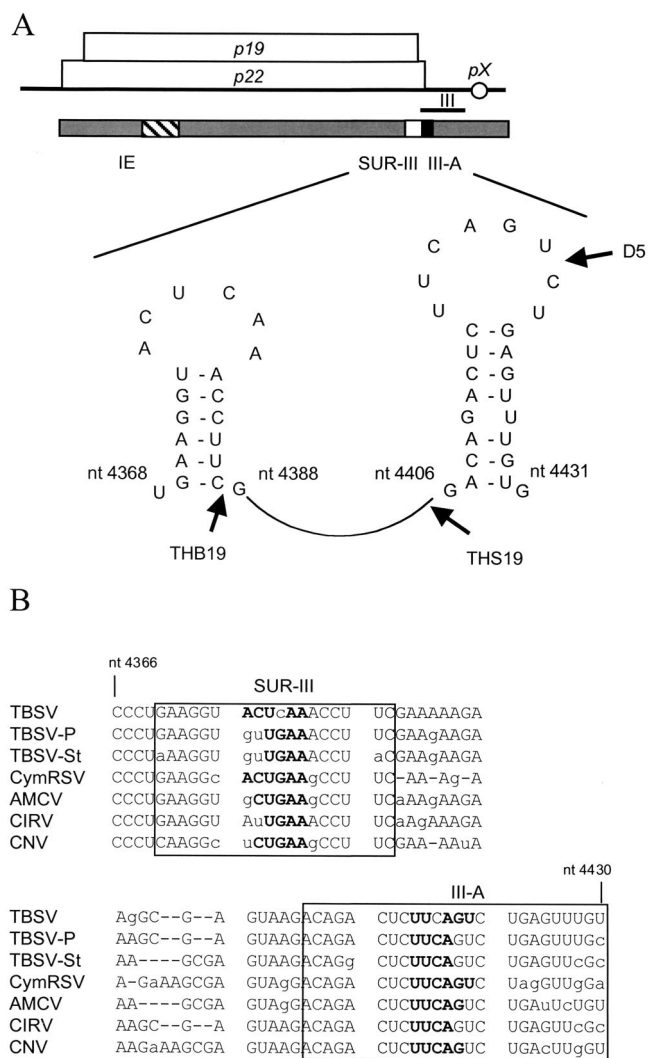 A
p19
p22
pX
III
IE
SUR-III III-A
A G
C U
U C
U U
D5
U C
C A
A A
C - G
U - A
U - A
C - G
G - C
A - U
G - C
G - U
A - U
A - U
C - G
A - U
G - C
nt 4368 U
G nt 4388
nt 4406 G
G nt 4431
THB19
THS19
B
nt 4366
SUR-III
TBSV CCCUGAAGGU ACUcAAACCU UCGAAAAAGA
TBSV-P CCCUGAAGGU guUGAAACCU UCGAAgAAGA
TBSV-St CCCUaAAGGU guUGAAACCU aCGAAgAAGA
CymRSV CCCUGAAGGc ACUGAAgCCU UC-AA-Ag-A
AMCV CCCUGAAGGU gCUGAAgCCU UCaAAgAAGA
CIRV CCCUGAAGGU AuUGAAACCU UCaAgAAAGA
CNV CCCUCAAGGc uCUGAAgCCU UCGAA-AAuA
nt 4430
III-A
TBSV AgGC--G--A GUAAGACAGA CUCUUCAGUC UGAGUUUGU
TBSV-P AAGC--G--A GUAAGACAGA CUCUUCAGUC UGAGUUcGc
TBSV-St AA----GCGA GUAAGACAGg CUCUUCAGUC UGAGUUcGc
CymRSV A-GaAAGCGA GUAgGACAGA CUCUUCAGUC UagGUUgGa
AMCV AA----GCGA GUAgGACAGA CUCUUCAGUC UGAuUcUGU
CIRV AAGC--G--A GUAAGACAGA CUCUUCAGUC UGAGUUcGc
CNV AAGaAAGCGA GUAAGACAGA CUCUUCAGUC UGAcUUgGU